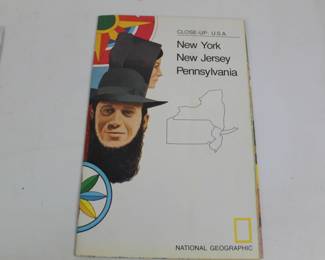 CLOSE-UP: U.S.A.
New York
New Jersey
Pennsylvania
NATIONAL GEOGRAPHIC